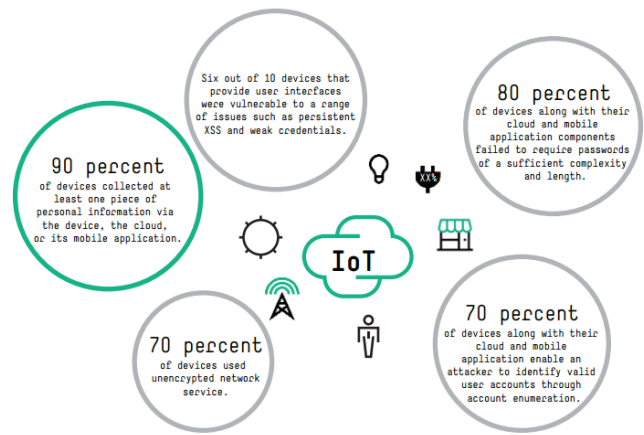 Six out of 10 devices that
provide user interfaces
were vulnerable to a range
of issues such as persistent
XSS and weak credentials.
80 percent
of devices along with their
cloud and mobile
application components
failed to require passwords
of a sufficient complexity
and length.
90 percent
of devices collected at
least one piece of
personal information via
the device, the cloud,
or its mobile application.
XX%
IoT
70 percent
of devices used
unencrypted network
service.
70 percent
of devices along with their
cloud and mobile
application enable an
attacker to identify valid
user accounts through
account enumeration.